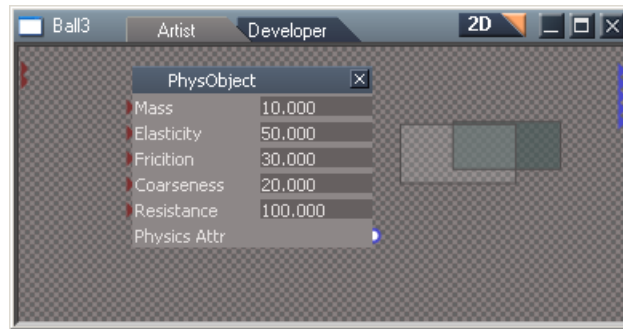 Ball3 Artist Developer 2D
PhysObject
Mass 10.000
Elasticity 50.000
Fricition 30.000
Coarseness 20.000
Resistance 100.000
Physics Attr